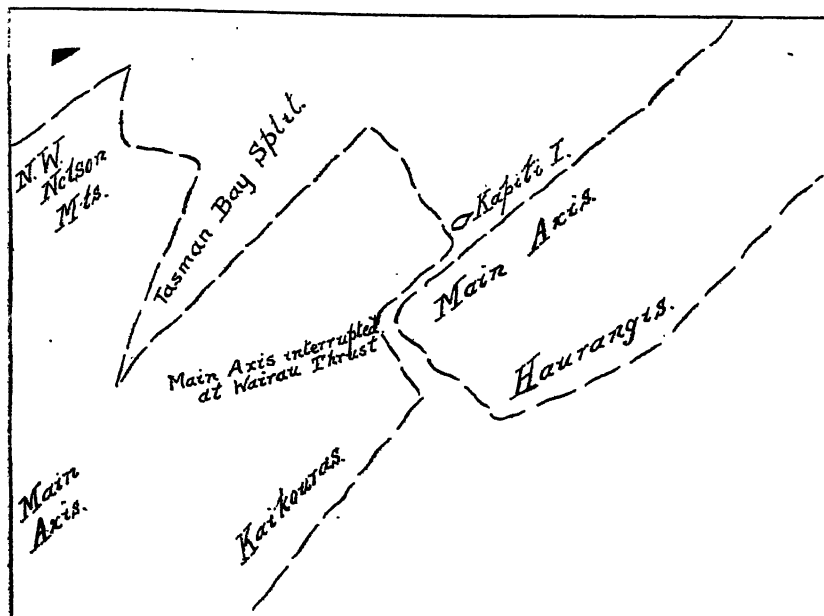 N.W.
Nelson
Mts.
Tasman Bay Split.
Kapiti I.
Main Axis.
Main Axis interrupted
at Wairau Thrust
Haurangis.
Main
Axis.
Kaikouras.